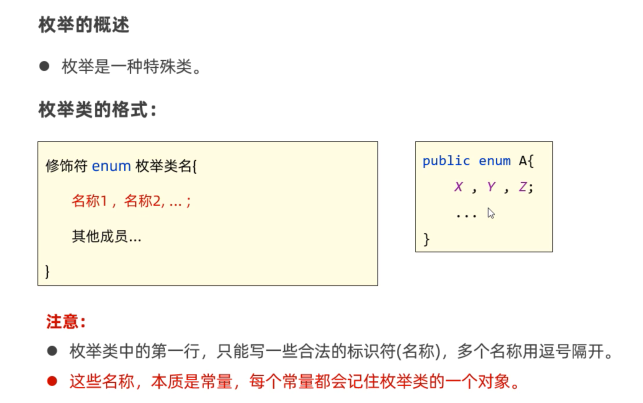 枚举的概述
● 枚举是一种特殊类。
枚举类的格式：
修饰符 enum 枚举类名{
名称1 ，名称2, ... ;
其他成员…
}
public enum A{
X , Y , Z;
...
}
注意：
● 枚举类中的第一行，只能写一些合法的标识符(名称)，多个名称用逗号隔开。
● 这些名称，本质是常量，每个常量都会记住枚举类的一个对象。